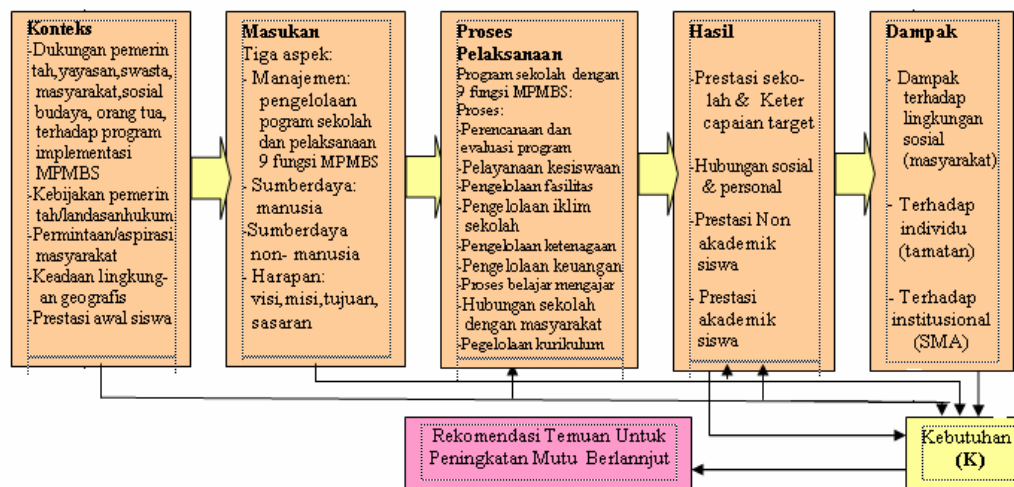 Konteks
-Dukungan pemerin
tah,yayasan,swasta,
masyarakat,sosial
budaya, orang tua,
terhadap program
implementasi
MPMBS
-Kebijakan pemerin
tah/landasanhukum
-Permintaan/aspirasi
masyarakat
-Keadaan lingkung-
an geografis
-Prestasi awal siswa
Masukan
Tiga aspek:
- Manajemen:
pengelolaan
pogram sekolah
dan pelaksanaan
9 fungsi MPMBS
- Sumberdaya:
manusia
-Sumberdaya
non- manusia
- Harapan:
visi,misi,tujuan,
sasaran
Proses
Pelaksanaan
Program sekolah dengan
9 fungsi MPMBS:
Proses:
-Perencanaan dan
evaluasi program
-Pelayanan kesiswaan
-Pengelolaan fasilitas
-Pengelolaan iklim
sekolah
-Pengelolaan ketenagaan
-Pengelolaan keuangan
-Proses belajar mengajar
-Hubungan sekolah
dengan masyarakat
-Pegelolaan kurikulum
Hasil
-Prestasi seko-
lah & Keter
capaian target
-Hubungan sosial
& personal
-Prestasi Non
akademik
siswa
- Prestasi
akademik
siswa
Dampak
- Dampak
terhadap
lingkungan
sosial
(masyarakat)
- Terhadap
individu
(tamatan)
- Terhadap
institusional
(SMA)
Rekomendasi Temuan Untuk
Peningkatan Mutu Berlannjut
Kebutuhan
(K)